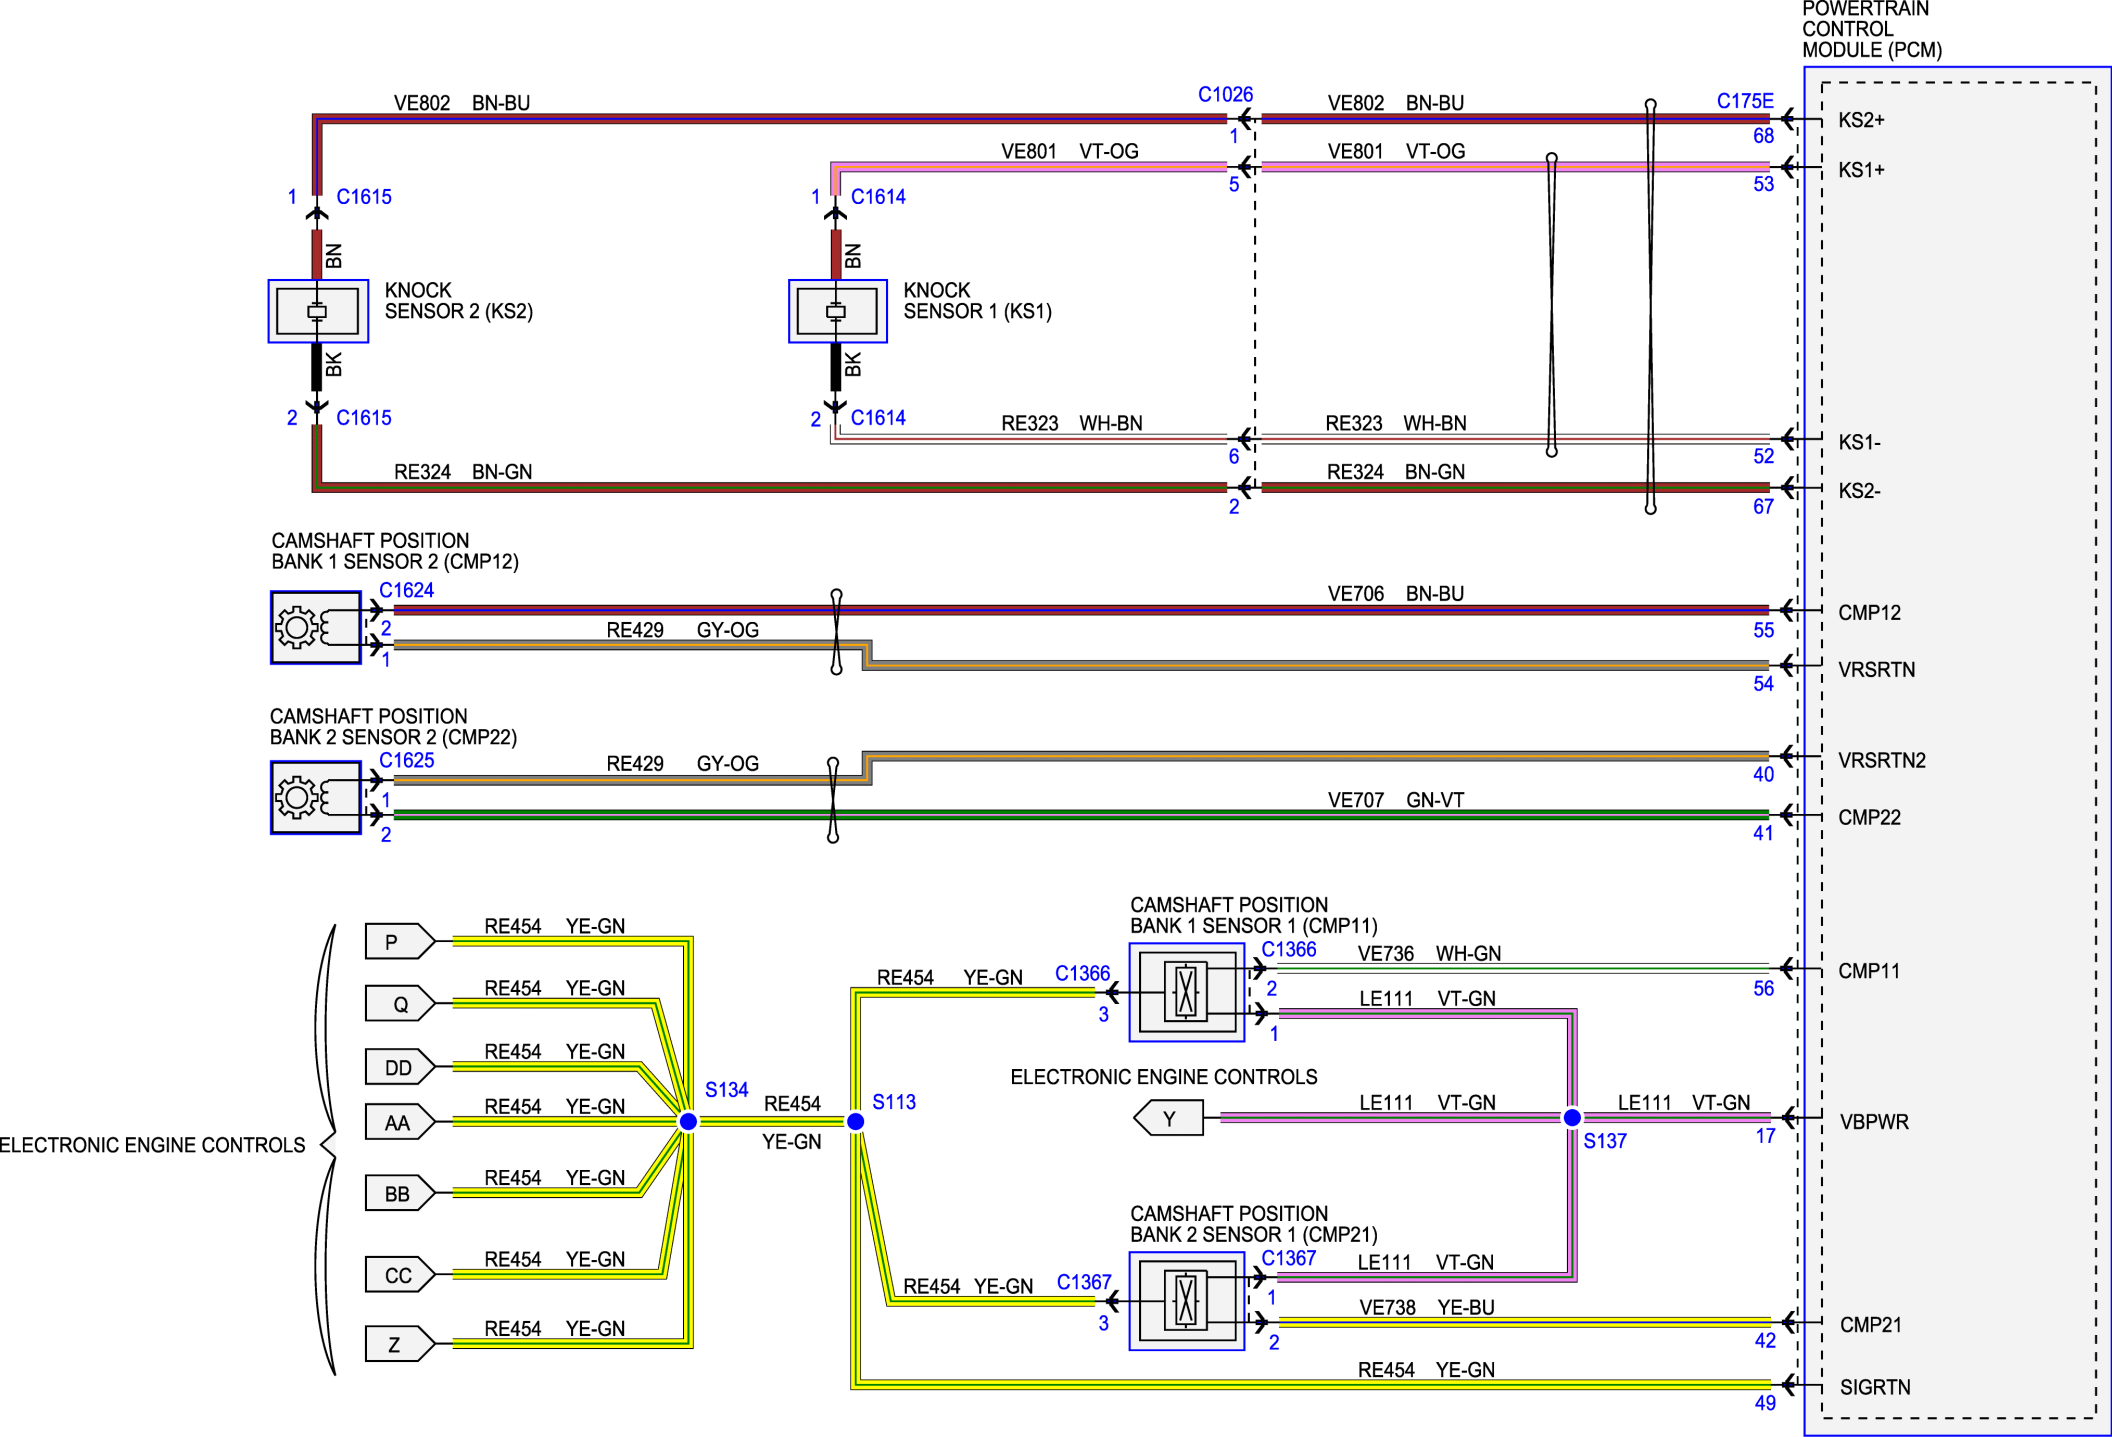 POWERTRAIN
CONTROL
MODULE (PCM)
VE802 BN-BU
C1026
VE802 BN-BU
C175E
1
68
KS2+
VE801 VT-OG
VE801 VT-OG
5
53
KS1+
1 C1615
1 C1614
BN
BN
KNOCK
SENSOR 2 (KS2)
KNOCK
SENSOR 1 (KS1)
BK
BK
2 C1615
2 C1614
RE323 WH-BN
RE323 WH-BN
6
52
KS1-
RE324 BN-GN
RE324 BN-GN
2
67
KS2-
CAMSHAFT POSITION
BANK 1 SENSOR 2 (CMP12)
C1624
VE706 BN-BU
2
55
CMP12
RE429 GY-OG
1
54
VRSRTN
CAMSHAFT POSITION
BANK 2 SENSOR 2 (CMP22)
C1625
RE429 GY-OG
1
40
VRSRTN2
VE707 GN-VT
2
41
CMP22
CAMSHAFT POSITION
BANK 1 SENSOR 1 (CMP11)
P
RE454 YE-GN
C1366
VE736 WH-GN
2
56
CMP11
RE454 YE-GN
C1366
3
Q
RE454 YE-GN
LE111 VT-GN
1
DD
RE454 YE-GN
ELECTRONIC ENGINE CONTROLS
S134
S113
AA
RE454 YE-GN
RE454
YE-GN
Y
LE111 VT-GN
LE111 VT-GN
S137
17
VBPWR
ELECTRONIC ENGINE CONTROLS
BB
RE454 YE-GN
CAMSHAFT POSITION
BANK 2 SENSOR 1 (CMP21)
CC
RE454 YE-GN
C1367
LE111 VT-GN
1
RE454 YE-GN
C1367
3
VE738 YE-BU
2
42
CMP21
Z
RE454 YE-GN
RE454 YE-GN
49
SIGRTN